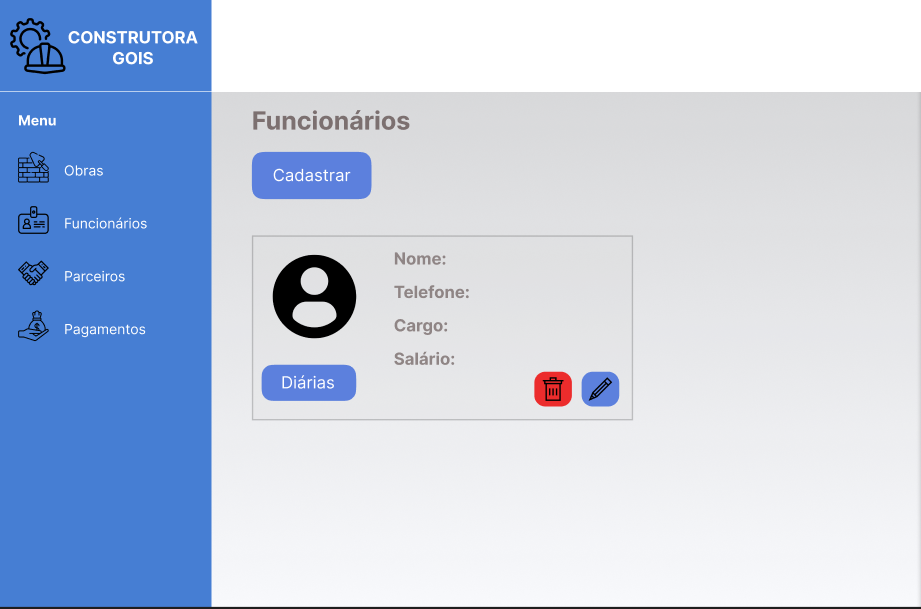 CONSTRUTORA
GOIS
Menu
Obras
Funcionários
Parceiros
Pagamentos
Funcionários
Cadastrar
Nome:
Telefone:
Cargo:
Salário:
Diárias